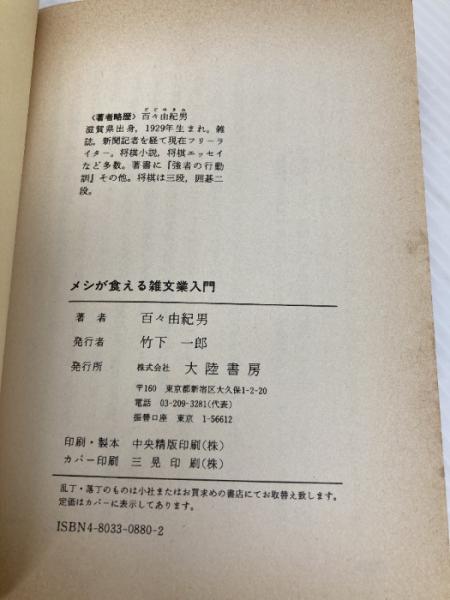 〈著者略歴〉百々由紀男
滋賀県出身，1929年生まれ。雑
誌，新聞記者を経て現在フリーラ
イター。将棋小説，将棋エッセイ
など多数。著書に『強者の行動
訓』その他。将棋は三段，囲碁二
段。
メシが食える雑文業入門
著者 百々由紀男
発行者 竹下一郎
発行所 株式会社 大陸書房
〒160 東京都新宿区大久保1-2-20
電話 03-209-3281(代表)
振替口座 東京 1-56612
印刷・製本 中央精版印刷(株)
カバー印刷 三晃印刷(株)
乱丁・落丁のものは小社またはお買求めの書店にてお取替え致します。
定価はカバーに表示してあります。
ISBN4-8033-0880-2